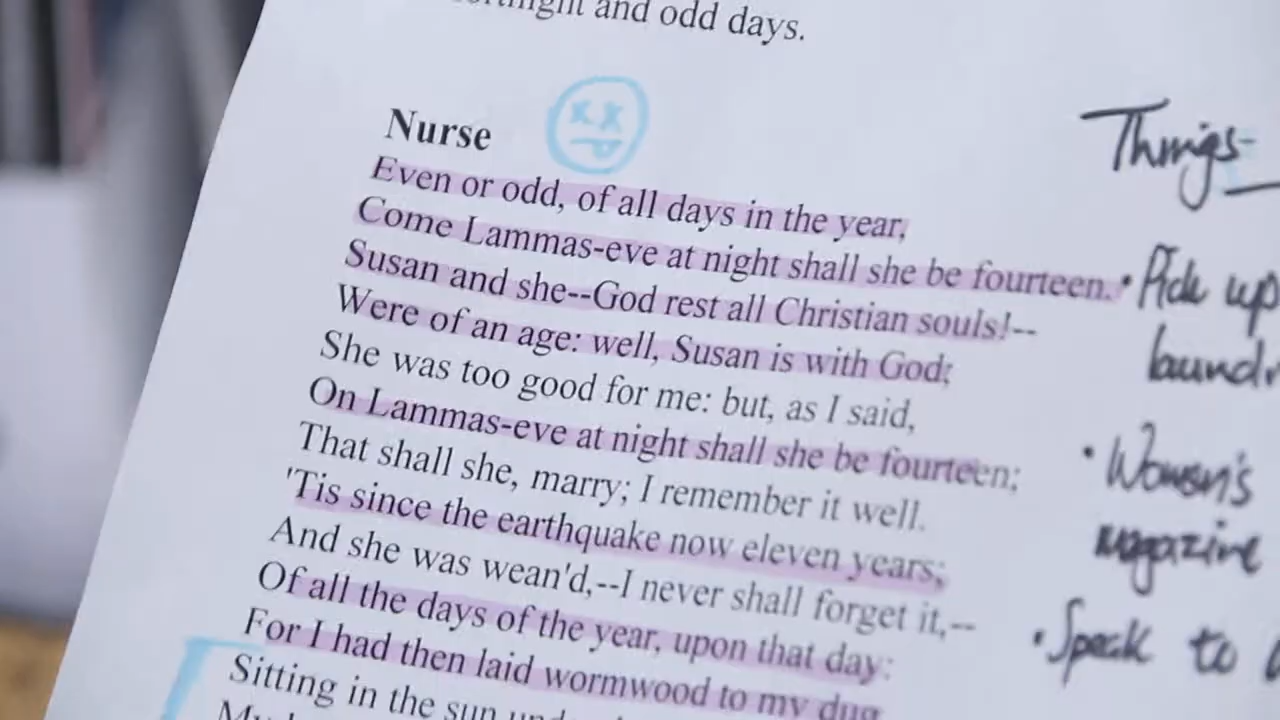 and odd days.
Nurse
Even or odd, of all days in the year,
Come Lammas-eve at night shall she be fourteen.
Susan and she--God rest all Christian souls!--
Were of an age: well, Susan is with God;
She was too good for me: but, as I said,
On Lammas-eve at night shall she be fourteen;
That shall she, marry; I remember it well.
'Tis since the earthquake now eleven years;
And she was wean'd,--I never shall forget it,--
Of all the days of the year, upon that day:
For I had then laid wormwood to my dug
Sitting in the sun
Things-
• Pick up
• Woman's
magazine
• Speak to